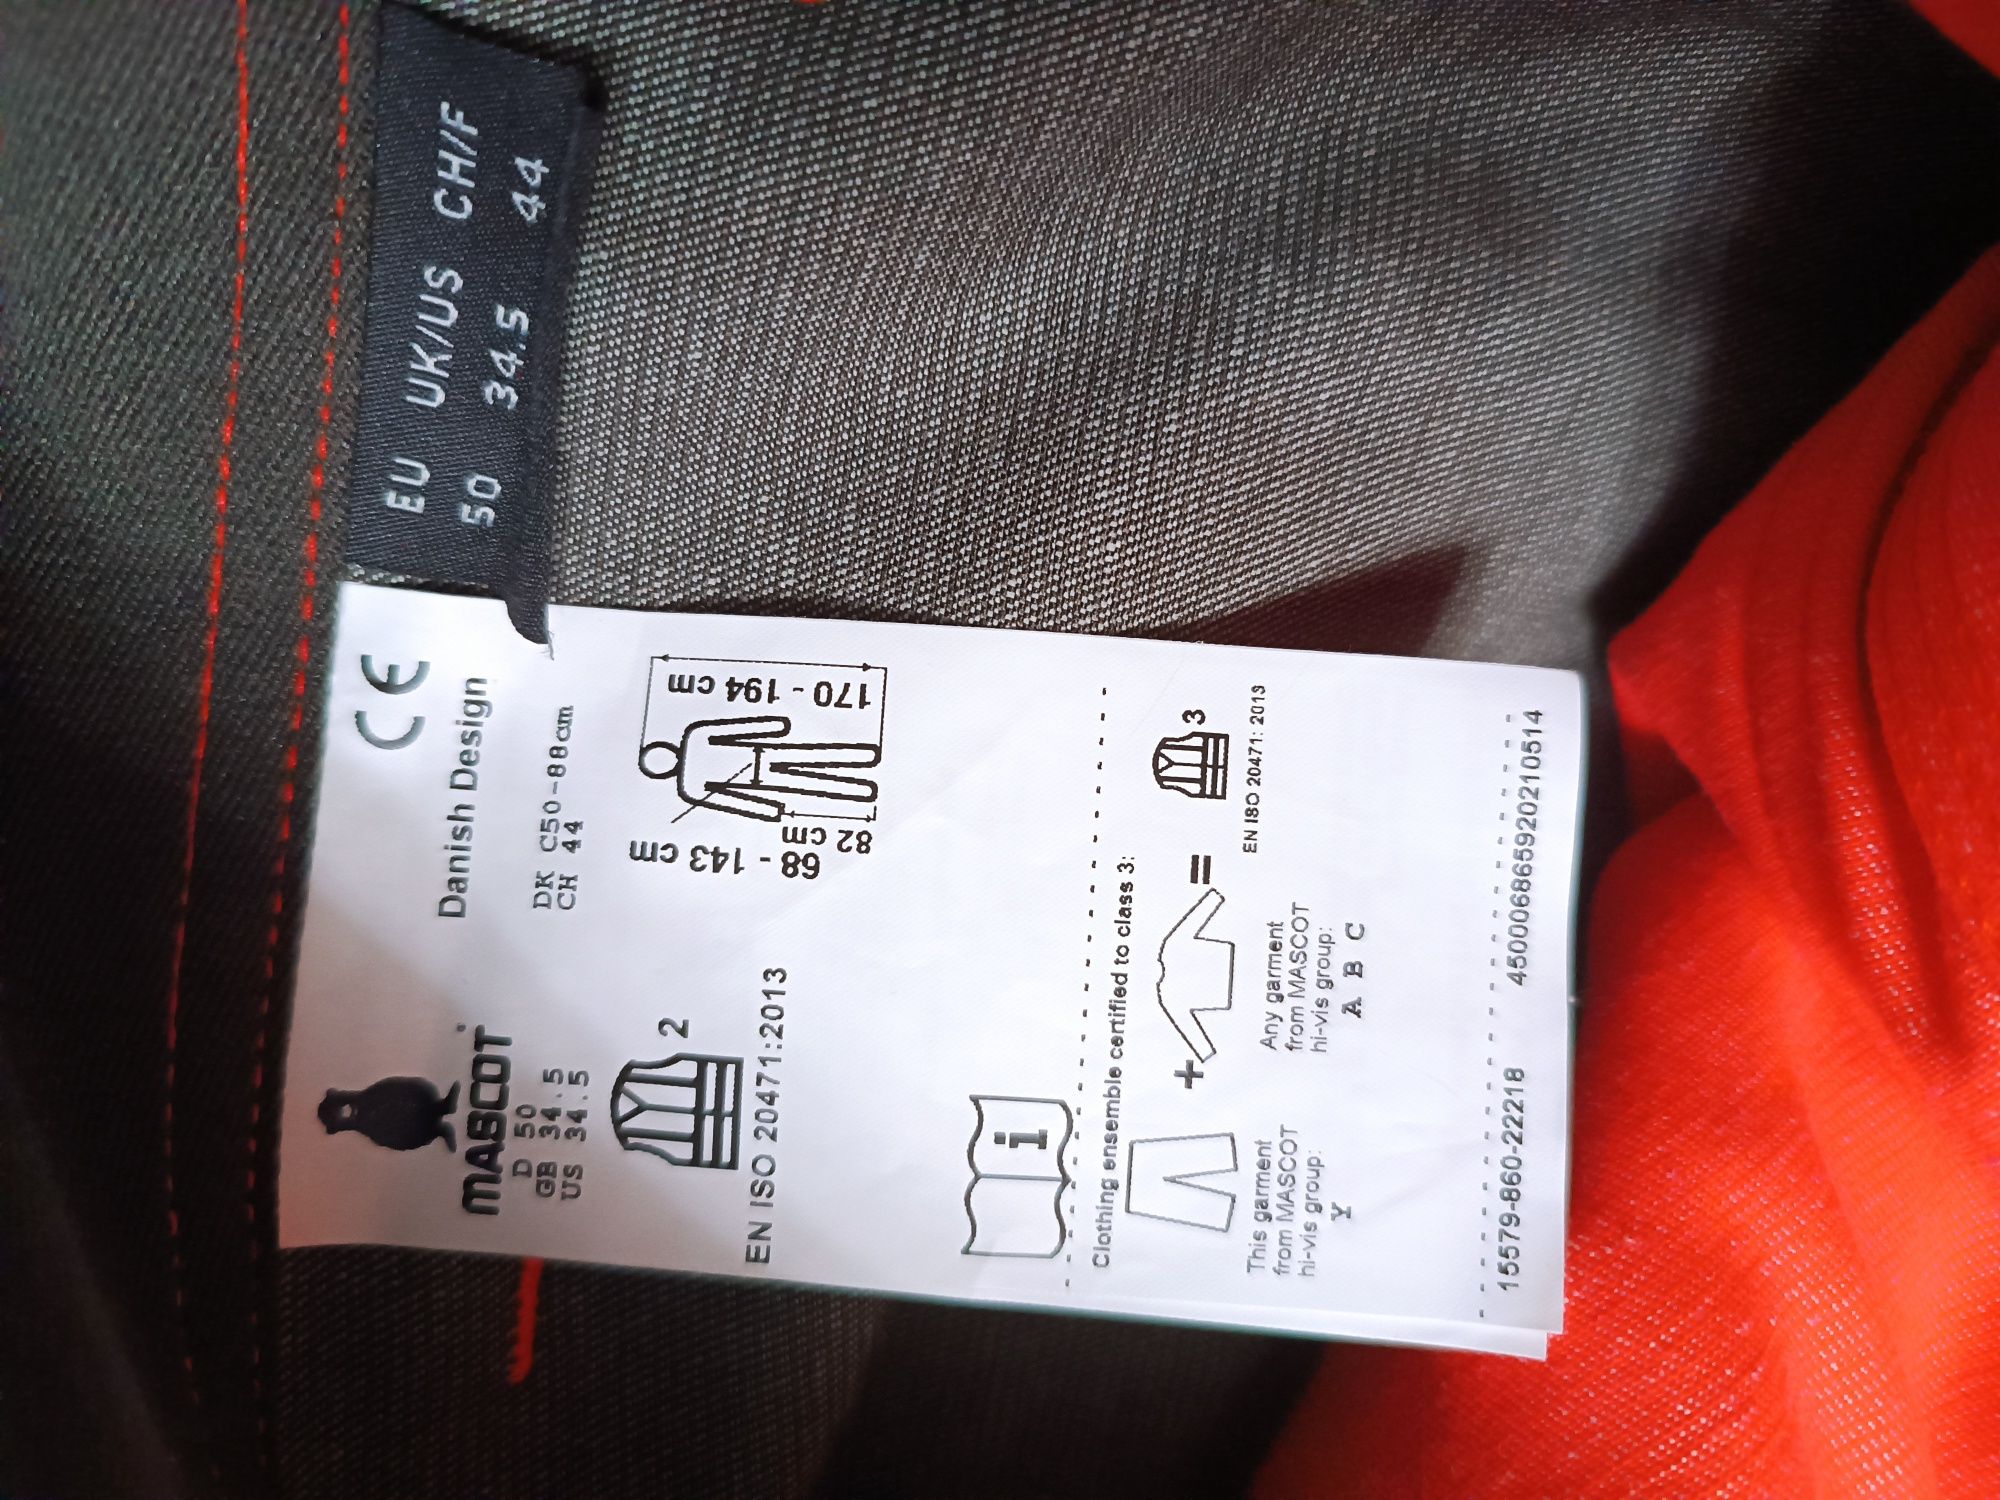 EU UK/US CH/F
50 34.5 44
CE
MASCOT
Danish Design
D 50
GB 34.5
US 34.5
DK C50-88cm
CH 44
2
EN ISO 20471:2013
170 - 194 cm
68 - 143 cm
82 cm
i
Clothing ensemble certified to class 3:
+
=
3
EN ISO 20471: 2013
This garment
from MASCOT
hi-vis group:
Y
Any garment
from MASCOT
hi-vis group:
A B C
15579-860-22218
450006865920210514